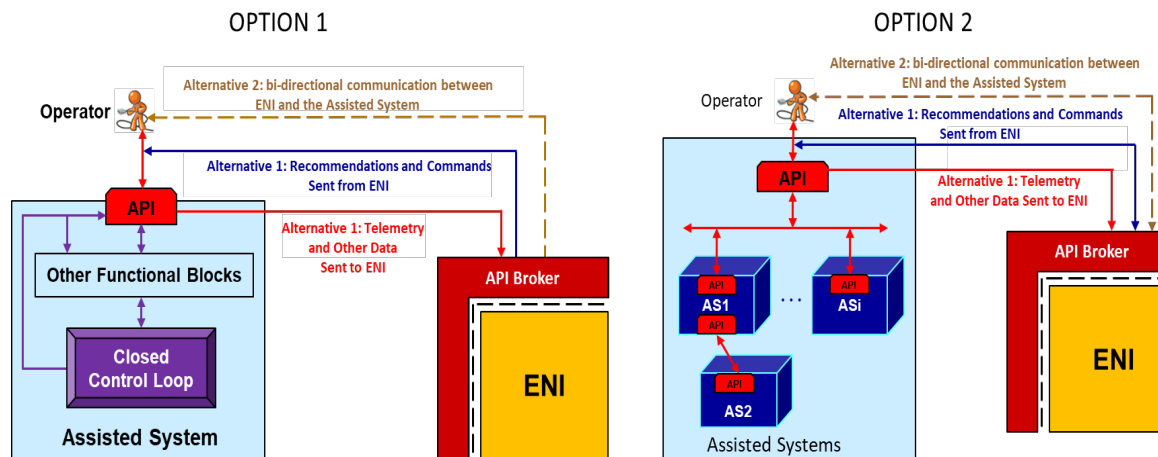 OPTION 1
Alternative 2: bi-directional communication between
ENI and the Assisted System
Operator
Alternative 1: Recommendations and Commands
Sent from ENI
API
Alternative 1: Telemetry
and Other Data
Sent to ENI
Other Functional Blocks
API Broker
Closed
Control Loop
ENI
Assisted System
OPTION 2
Alternative 2: bi-directional communication between
ENI and the Assisted System
Operator
Alternative 1: Recommendations and Commands
Sent from ENI
API
Alternative 1: Telemetry
and Other Data Sent to ENI
API Broker
API
AS1
API
...
API
ASi
API
AS2
ENI
Assisted Systems